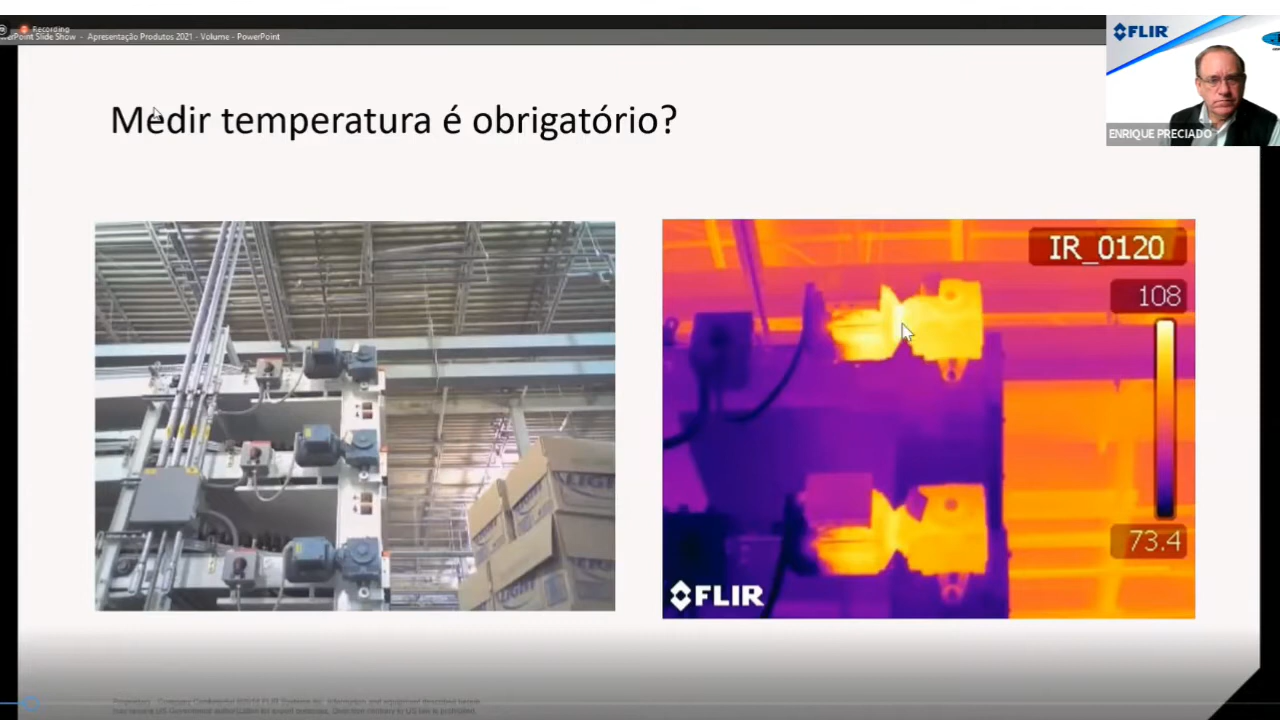 Recording
PowerPoint Slide Show - Apresentação Produtos 2021 - Volume - PowerPoint
FLIR
ENRIQUE PRECIADO
Medir temperatura é obrigatório?
IR_0120
108
73.4
LIGHT
FLIR